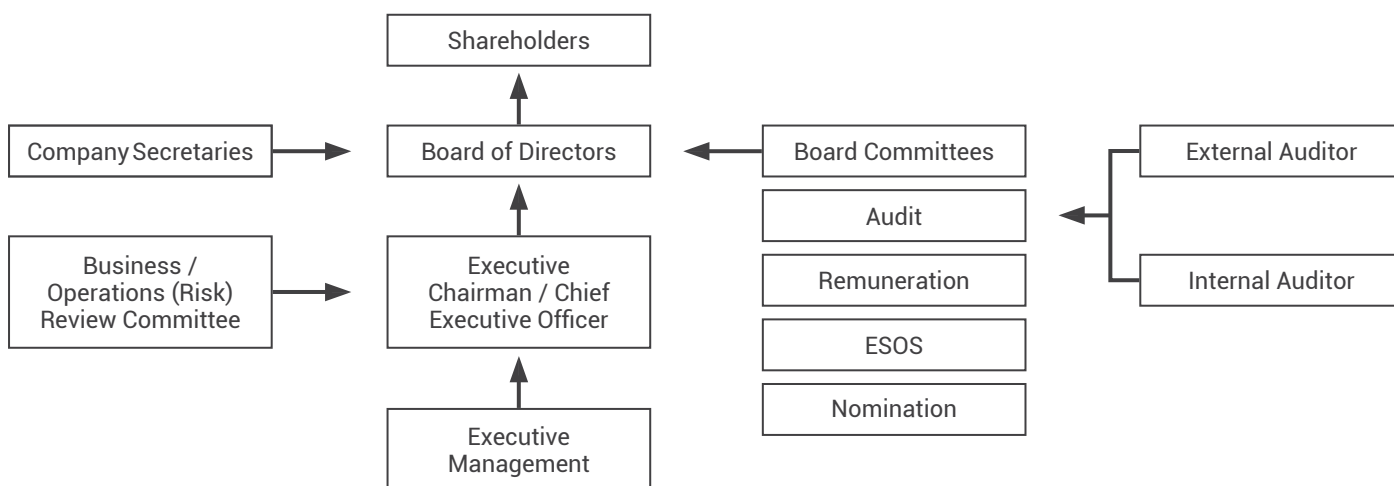 Shareholders
Company Secretaries
Board of Directors
Board Committees
External Auditor
Audit
Business /
Operations (Risk)
Review Committee
Executive
Chairman / Chief
Executive Officer
Remuneration
Internal Auditor
ESOS
Nomination
Executive
Management